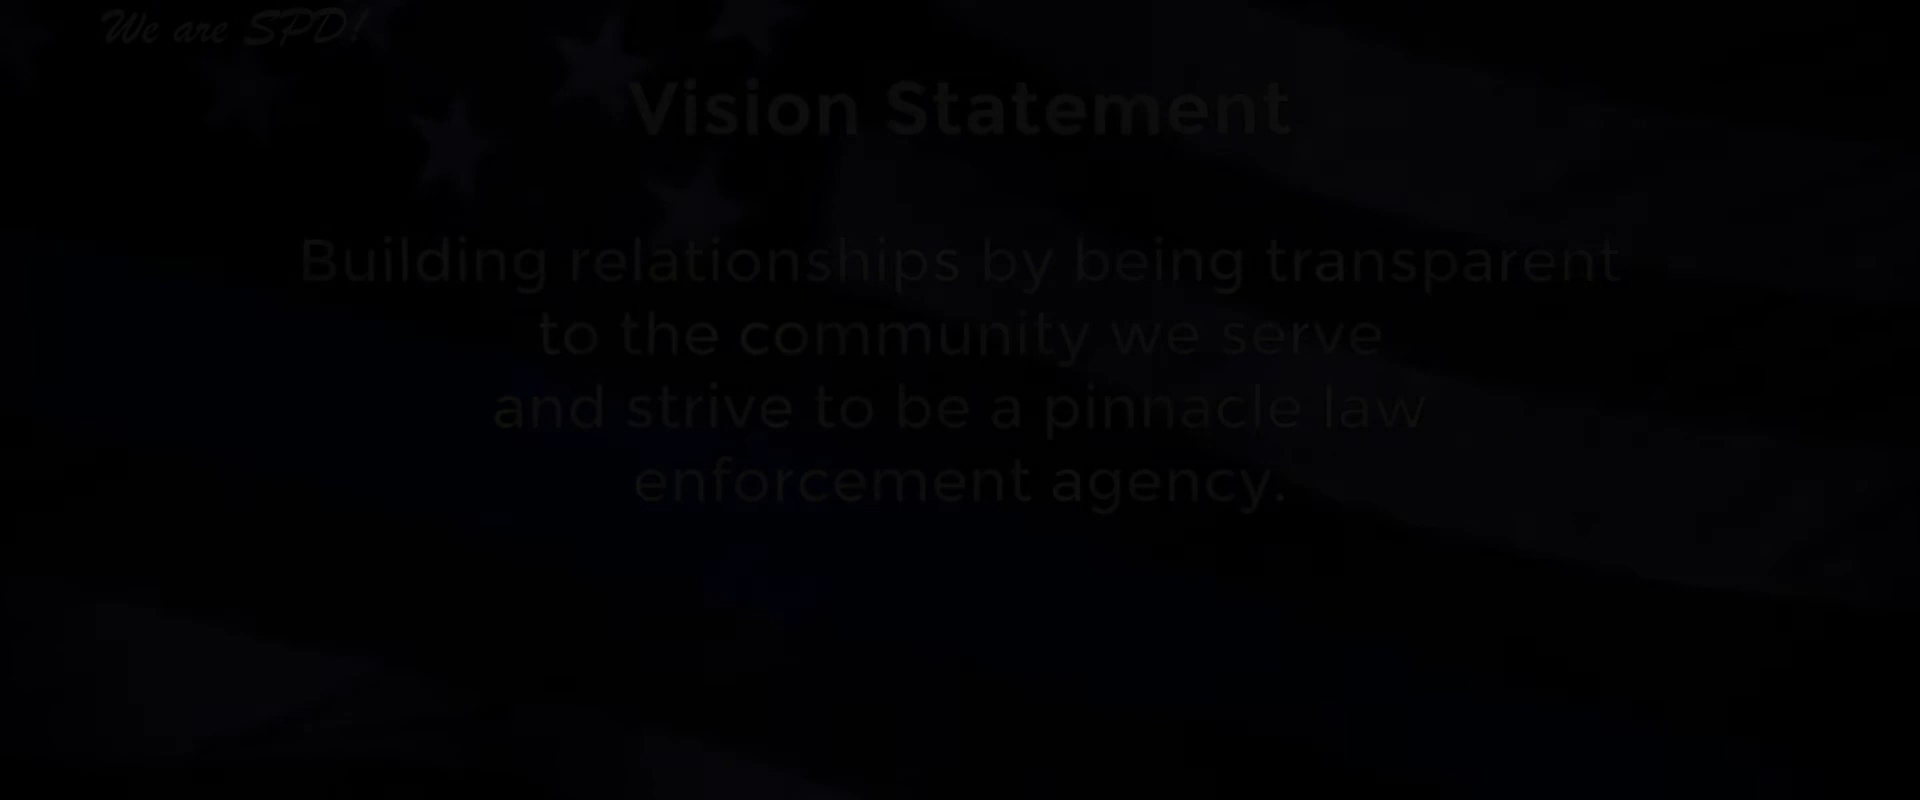 We are SPD!
Vision Statement
Building relationships by being transparent
to the community we serve
and strive to be a pinnacle law
enforcement agency.